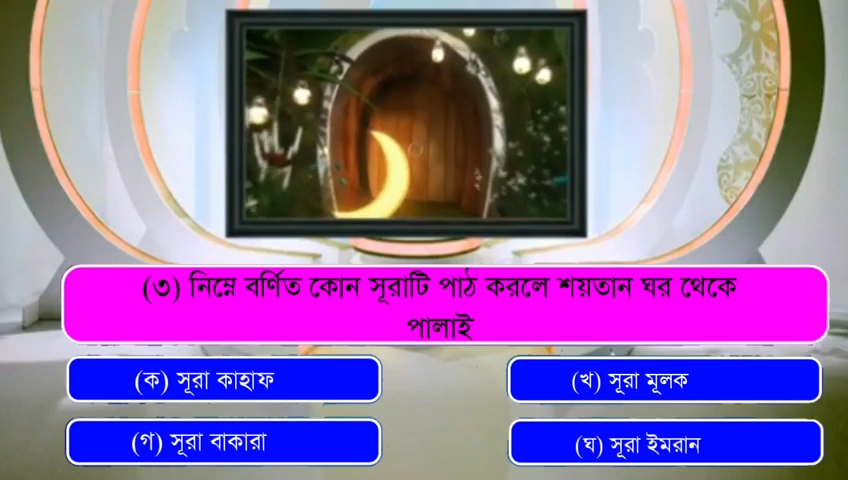 (৩) নিম্নে বর্ণিত কোন সূরাটি পাঠ করলে শয়তান ঘর থেকে
পালাই
(ক) সূরা কাহাফ
(খ) সূরা মূলক
(গ) সূরা বাকারা
(ঘ) সূরা ইমরান